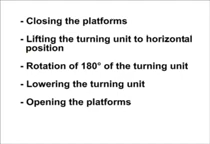 - Closing the platforms
- Lifting the turning unit to horizontal
position
- Rotation of 180° of the turning unit
- Lowering the turning unit
- Opening the platforms